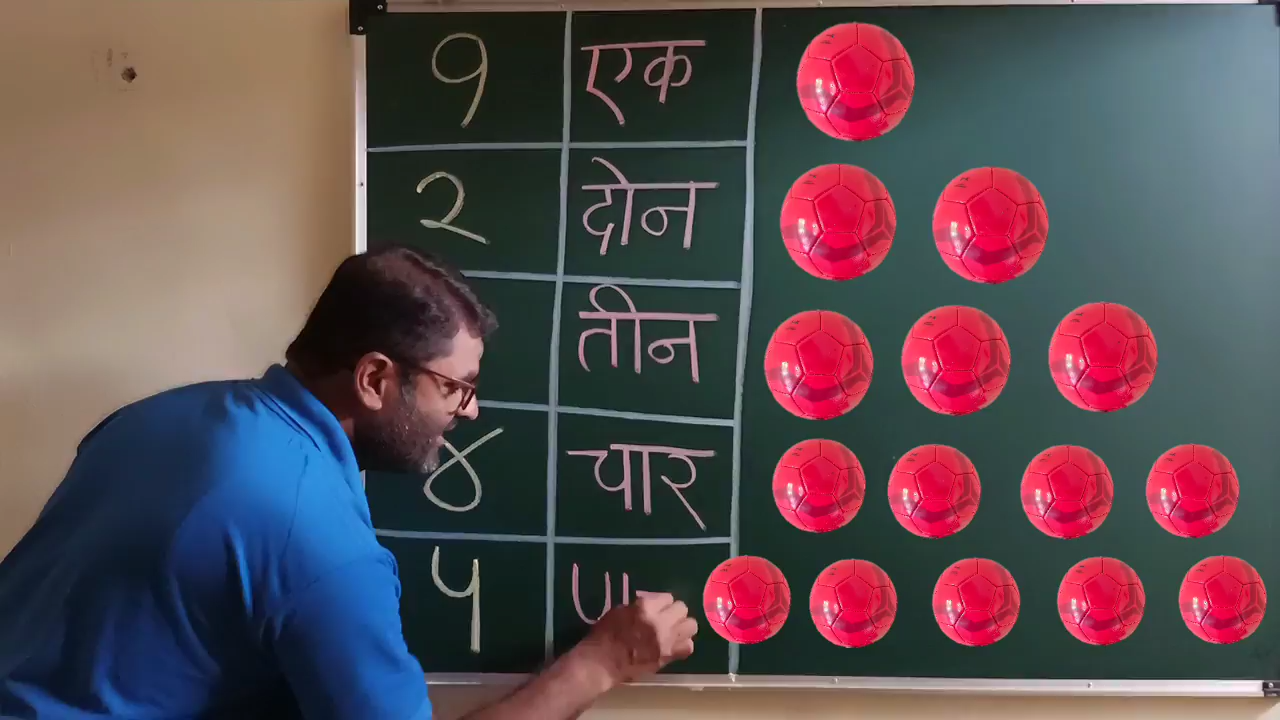 १ एक
२ दोन
तीन
४ चार
५